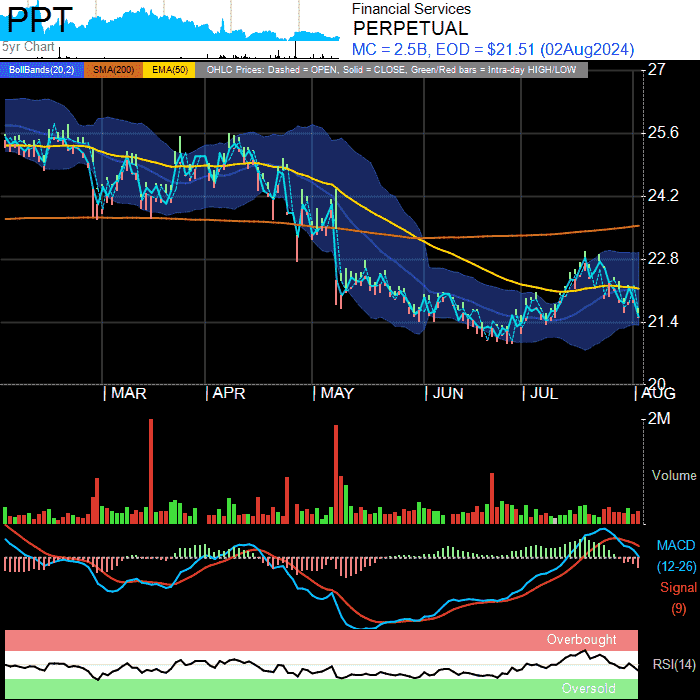 PPT
5yr Chart
Financial Services
PERPETUAL
MC = 2.5B, EOD = $21.51 (02Aug2024)
BollBands(20,2) SMA(200) EMA(50) OHLC Prices: Dashed = OPEN, Solid = CLOSE, Green/Red bars = Intra-day HIGH/LOW
27
25.6
24.2
22.8
21.4
20
MAR APR MAY JUN JUL AUG
2M
Volume
MACD
(12-26)
Signal
(9)
Overbought
RSI(14)
Oversold